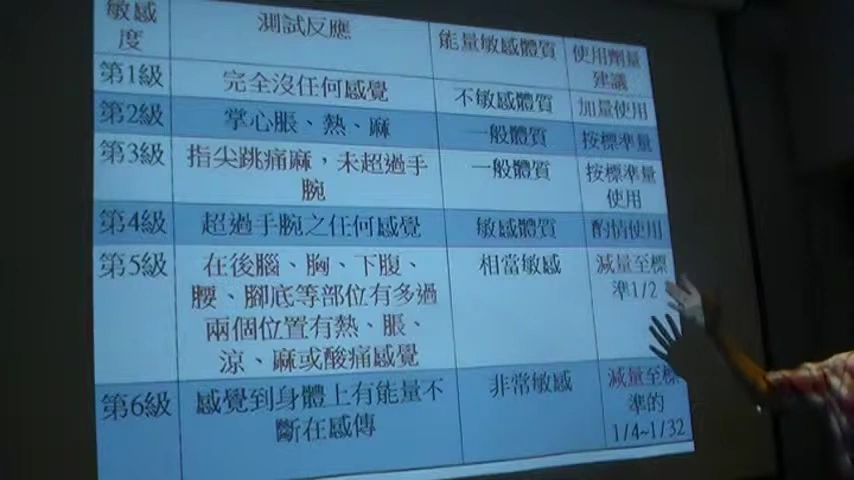 敏感度 測試反應 能量敏感體質 使用劑量建議
第1級 完全沒任何感覺 不敏感體質 加量使用
第2級 掌心脹、熱、麻 一般體質 按標準量
第3級 指尖跳痛麻，未超過手腕 一般體質 按標準量使用
第4級 超過手腕之任何感覺 敏感體質 酌情使用
第5級 在後腦、胸、下腹、腰、腳底等部位有多過兩個位置有熱、脹、涼、麻或酸痛感覺 相當敏感 減量至標準1/2
第6級 感覺到身體上有能量不斷在感傳 非常敏感 減量至標準的1/4~1/32